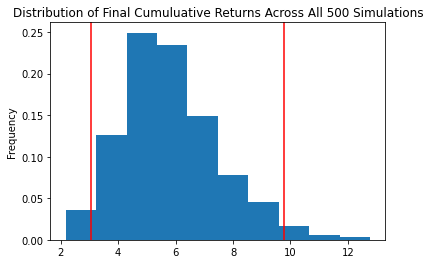 Distribution of Final Cumuluative Returns Across All 500 Simulations
0.25
0.20
0.15
0.10
0.05
0.00
Frequency
2 4 6 8 10 12